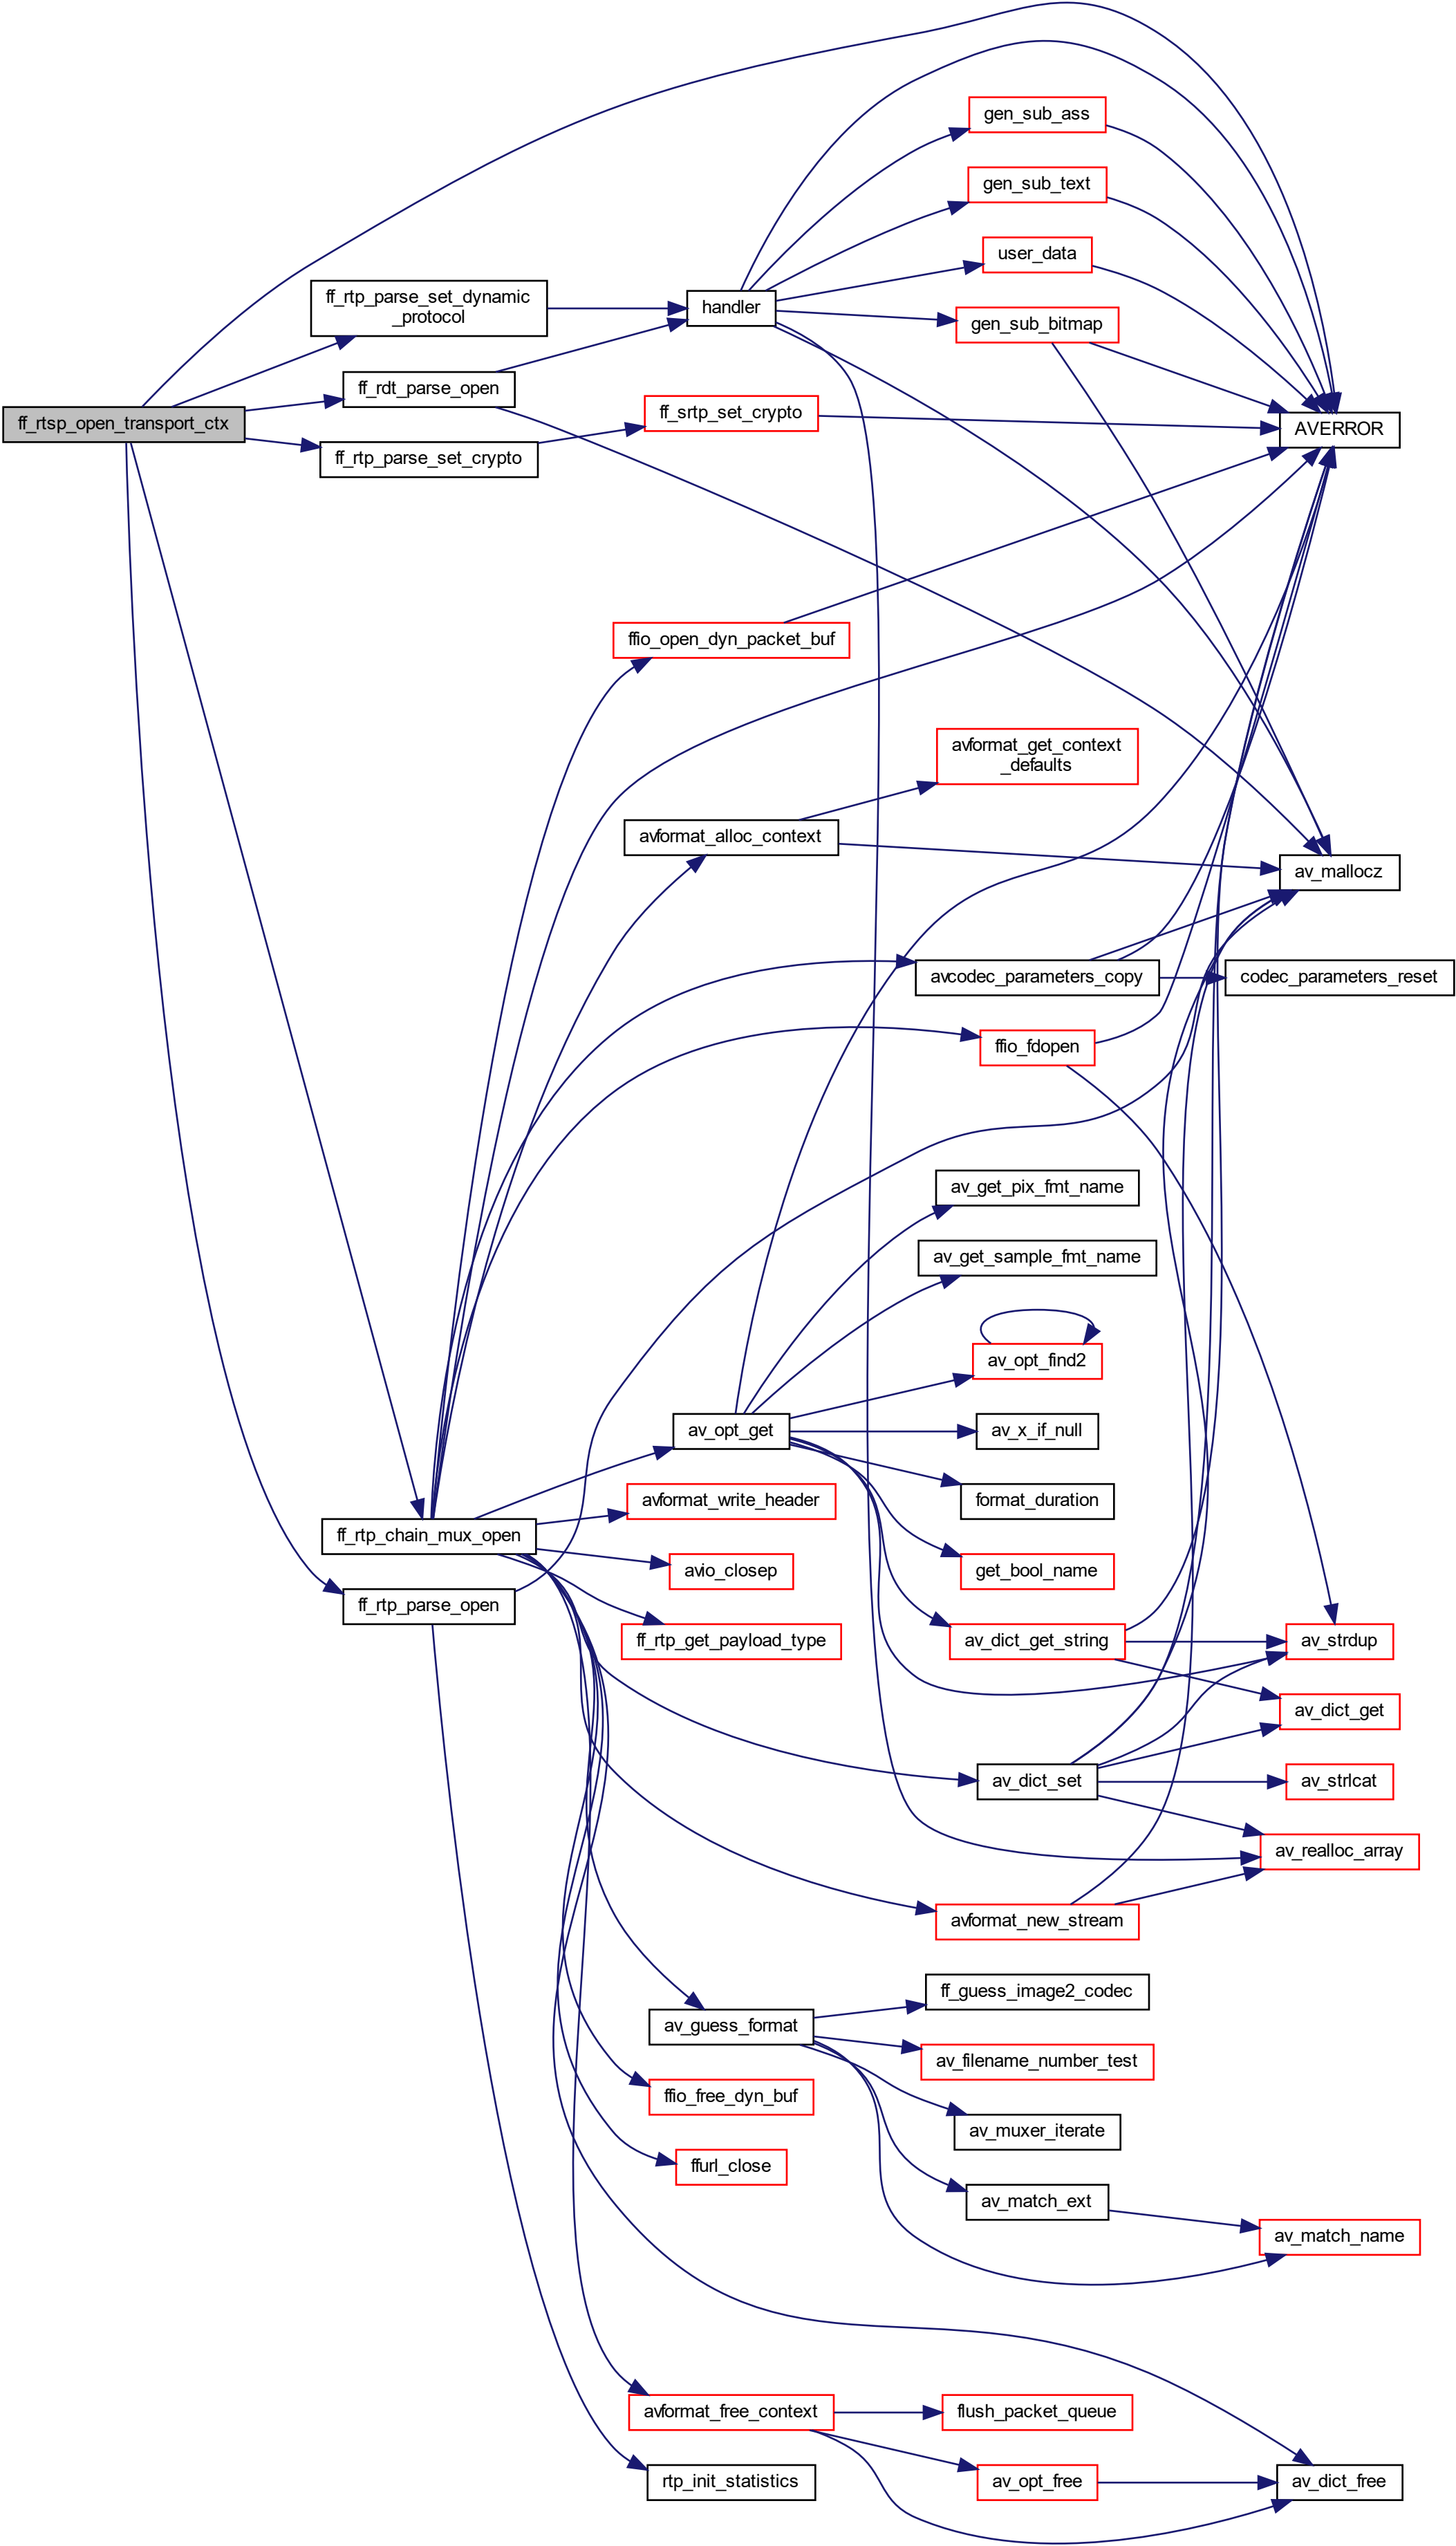 gen_sub_ass
gen_sub_text
user_data
ff_rtp_parse_set_dynamic
_protocol
handler
gen_sub_bitmap
ff_rdt_parse_open
ff_srtp_set_crypto
ff_rtsp_open_transport_ctx
AVERROR
ff_rtp_parse_set_crypto
ffio_open_dyn_packet_buf
avformat_get_context
_defaults
avformat_alloc_context
av_mallocz
avcodec_parameters_copy
codec_parameters_reset
ffio_fdopen
av_get_pix_fmt_name
av_get_sample_fmt_name
av_opt_find2
av_opt_get
av_x_if_null
avformat_write_header
format_duration
ff_rtp_chain_mux_open
avio_closep
get_bool_name
ff_rtp_parse_open
ff_rtp_get_payload_type
av_dict_get_string
av_strdup
av_dict_get
av_dict_set
av_strlcat
av_realloc_array
avformat_new_stream
ff_guess_image2_codec
av_guess_format
av_filename_number_test
ffio_free_dyn_buf
av_muxer_iterate
ffurl_close
av_match_ext
av_match_name
avformat_free_context
flush_packet_queue
rtp_init_statistics
av_opt_free
av_dict_free